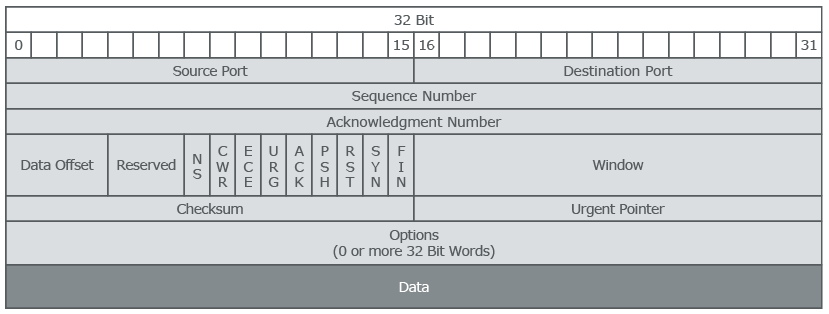 32 Bit
0 15 16 31
Source Port Destination Port
Sequence Number
Acknowledgment Number
Data Offset Reserved NS CWR ECE URG ACK PSH RST SYN FIN Window
Checksum Urgent Pointer
Options
(0 or more 32 Bit Words)
Data